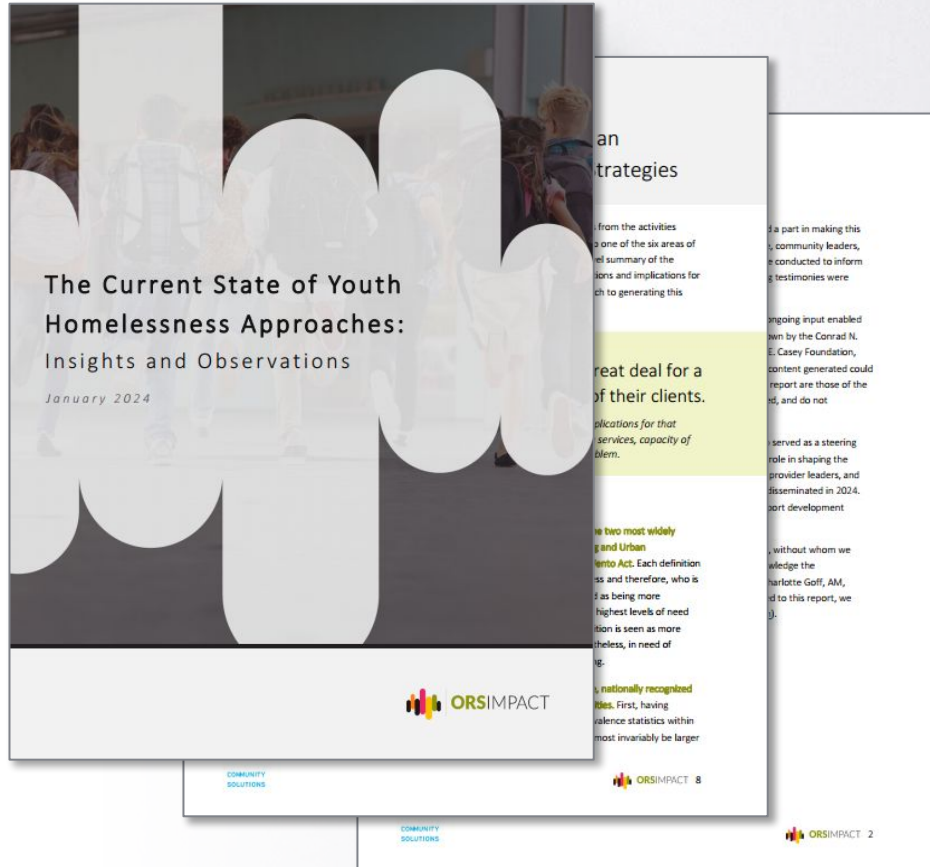 The Current State of Youth
Homelessness Approaches:
Insights and Observations
January 2024
ORSIMPACT
an
trategies
from the activities
one of the six areas of
el summary of the
ions and implications for
ch to generating this
reat deal for a
of their clients.
plications for that
services, capacity of
blem.
e two most widely
g and Urban
Vento Act. Each definition
ss and therefore, who is
as being more
highest levels of need
tion is seen as more
theless, in need of
g.
, nationally recognized
ities. First, having
valence statistics within
most invariably be larger
COMMUNITY
SOLUTIONS
ORSIMPACT 8
d a part in making this
, community leaders,
e conducted to inform
g testimonies were
ongoing input enabled
wn by the Conrad N.
E. Casey Foundation,
content generated could
report are those of the
ed, and do not
served as a steering
role in shaping the
provider leaders, and
disseminated in 2024.
port development
, without whom we
wledge the
harlotte Goff, AM,
ed to this report, we
).
COMMUNITY
SOLUTIONS
ORSIMPACT 2